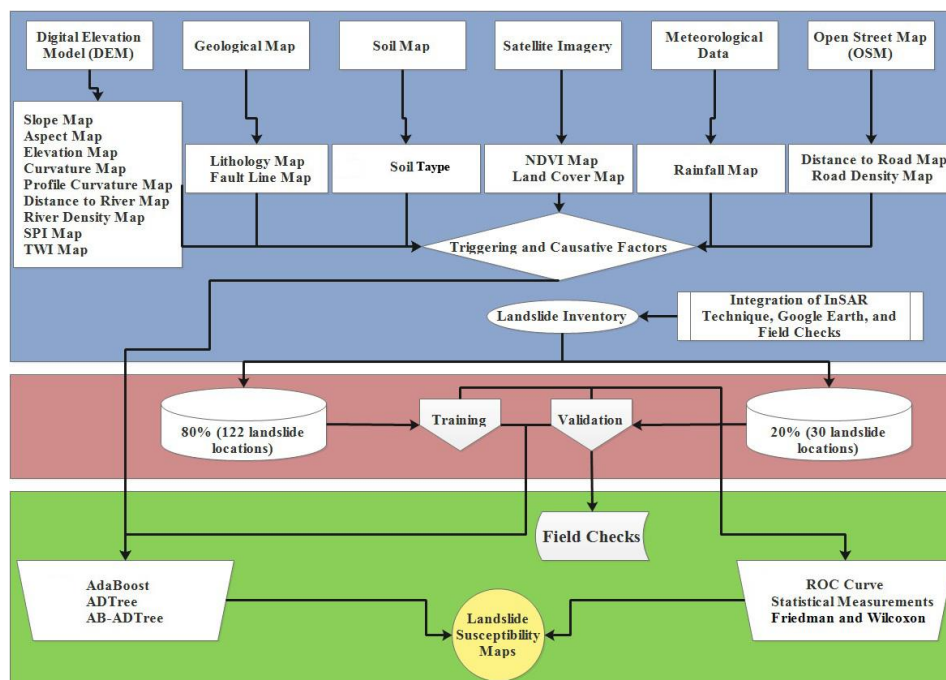 Digital Elevation
Model (DEM)
Geological Map
Soil Map
Satellite Imagery
Meteorological
Data
Open Street Map
(OSM)
Slope Map
Aspect Map
Elevation Map
Curvature Map
Profile Curvature Map
Distance to River Map
River Density Map
SPI Map
TWI Map
Lithology Map
Fault Line Map
Soil Taype
NDVI Map
Land Cover Map
Rainfall Map
Distance to Road Map
Road Density Map
Triggering and Causative Factors
Landslide Inventory
Integration of InSAR
Technique, Google Earth, and
Field Checks
80% (122 landslide
locations)
Training
Validation
20% (30 landslide
locations)
Field Checks
AdaBoost
ADTree
AB-ADTree
Landslide
Susceptibility
Maps
ROC Curve
Statistical Measurements
Friedman and Wilcoxon